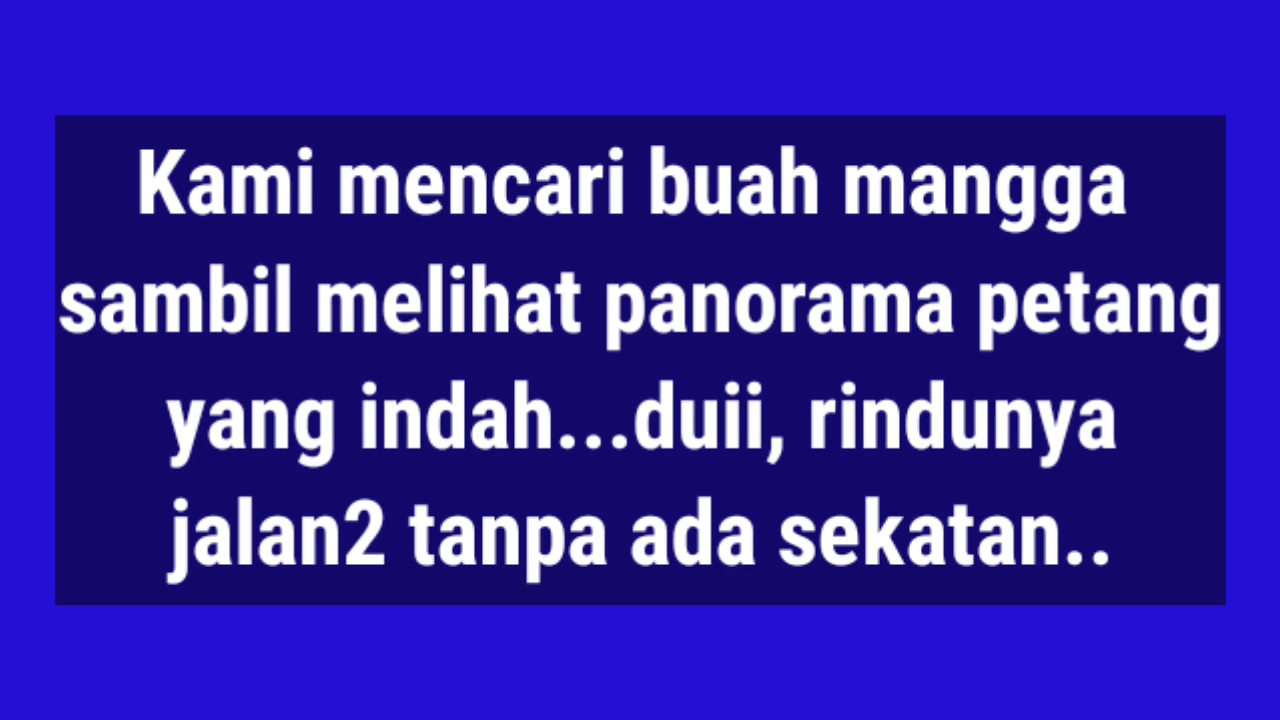 Kami mencari buah mangga
sambil melihat panorama petang
yang indah...duii, rindunya
jalan2 tanpa ada sekatan..